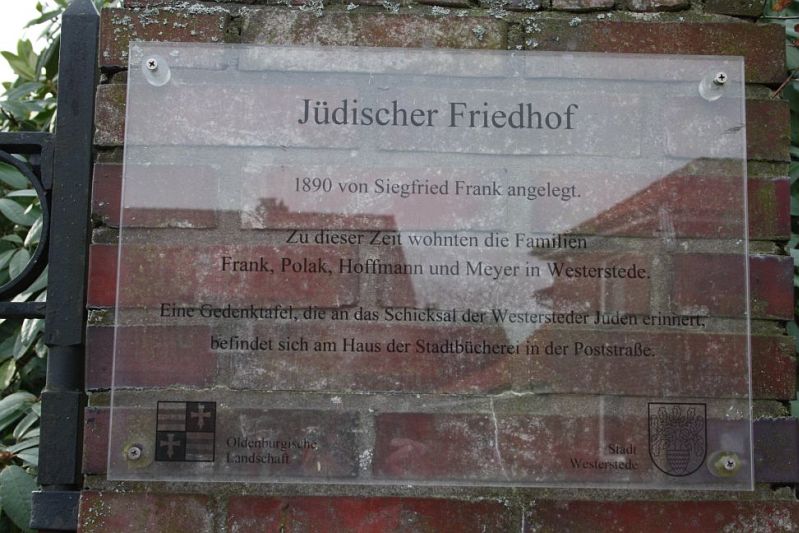 Jüdischer Friedhof
1890 von Siegfried Frank angelegt.
Zu dieser Zeit wohnten die Familien
Frank, Polak, Hoffmann und Meyer in Westerstede.
Eine Gedenktafel, die an das Schicksal der Westersteder Juden erinnert,
befindet sich am Haus der Stadtbücherei in der Poststraße.
Oldenburgische
Landschaft
Stadt
Westerstede